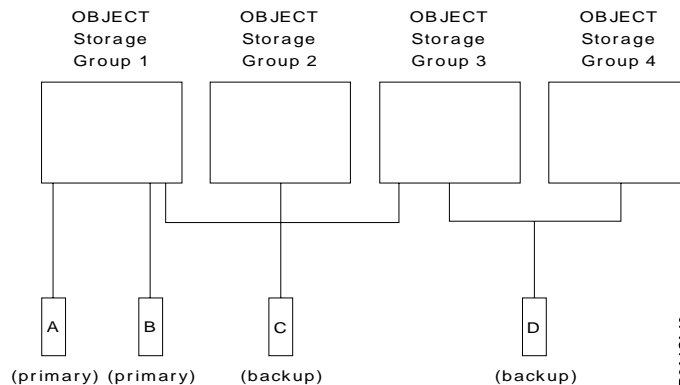 OBJECT
Storage
Group 1
OBJECT
Storage
Group 2
OBJECT
Storage
Group 3
OBJECT
Storage
Group 4
A
B
C
D
(primary)
(primary)
(backup)
(backup)